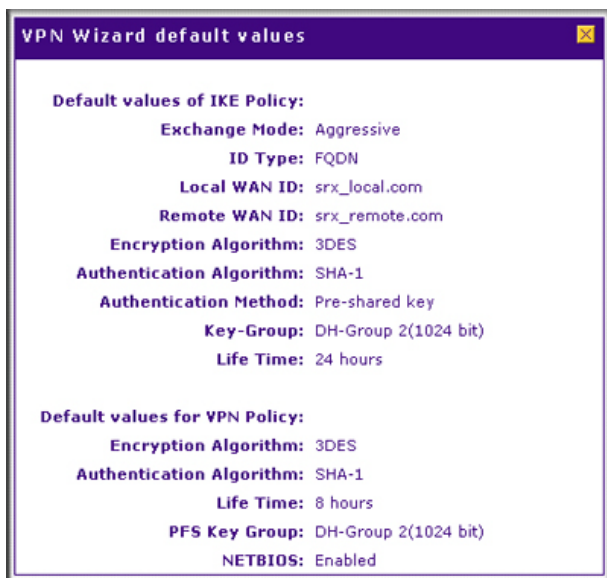 VPN Wizard default values
Default values of IKE Policy:
Exchange Mode: Aggressive
ID Type: FQDN
Local WAN ID: srx_local.com
Remote WAN ID: srx_remote.com
Encryption Algorithm: 3DES
Authentication Algorithm: SHA-1
Authentication Method: Pre-shared key
Key-Group: DH-Group 2(1024 bit)
Life Time: 24 hours
Default values for VPN Policy:
Encryption Algorithm: 3DES
Authentication Algorithm: SHA-1
Life Time: 8 hours
PFS Key Group: DH-Group 2(1024 bit)
NETBIOS: Enabled